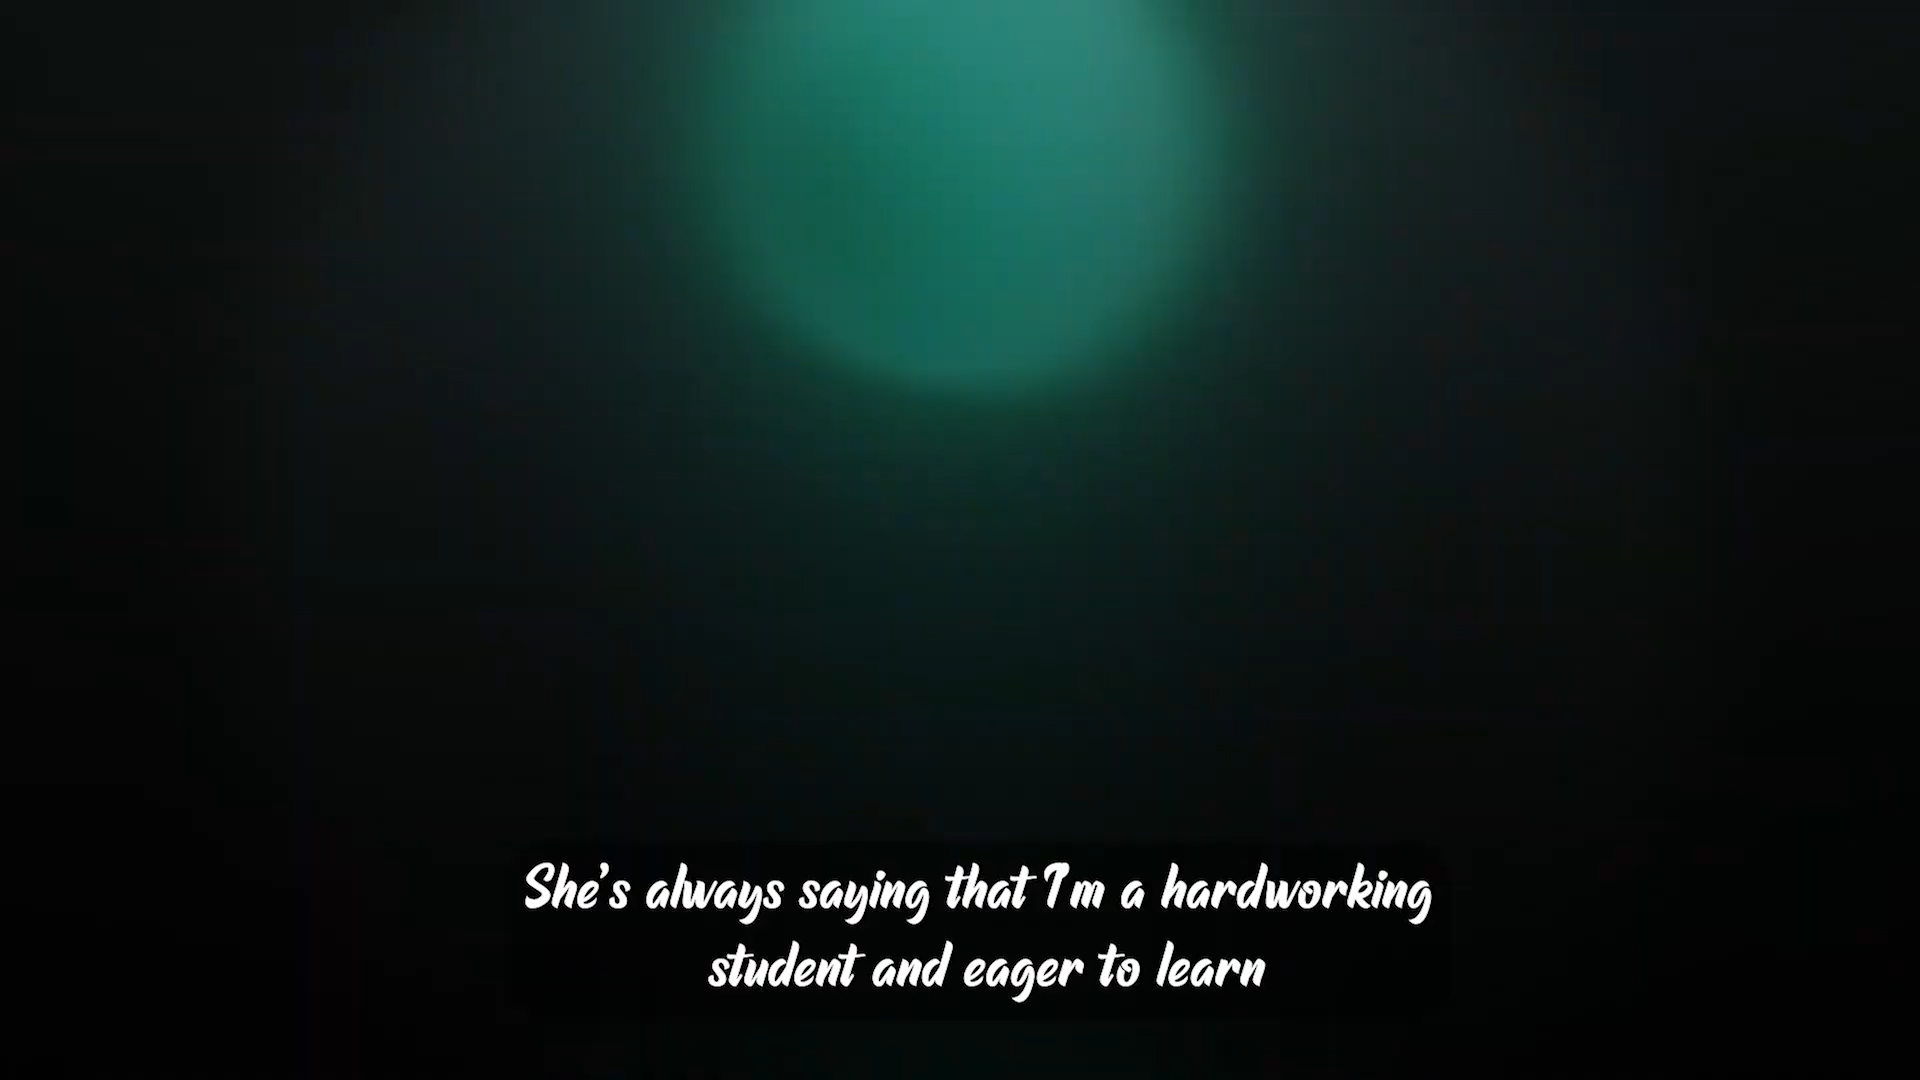 She's always saying that I'm a hardworking
student and eager to learn